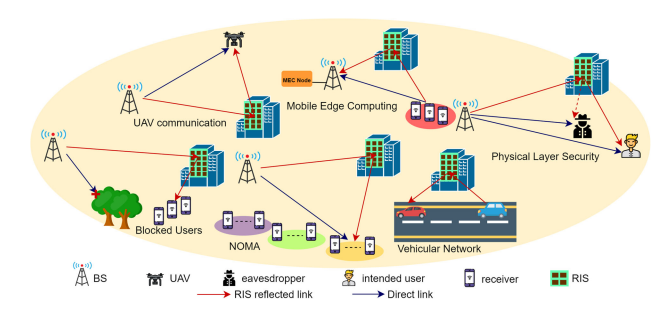 MEC Node
Mobile Edge Computing
UAV communication
Physical Layer Security
Blocked Users
NOMA
Vehicular Network
BS
UAV
eavesdropper
intended user
receiver
RIS
RIS reflected link
Direct link